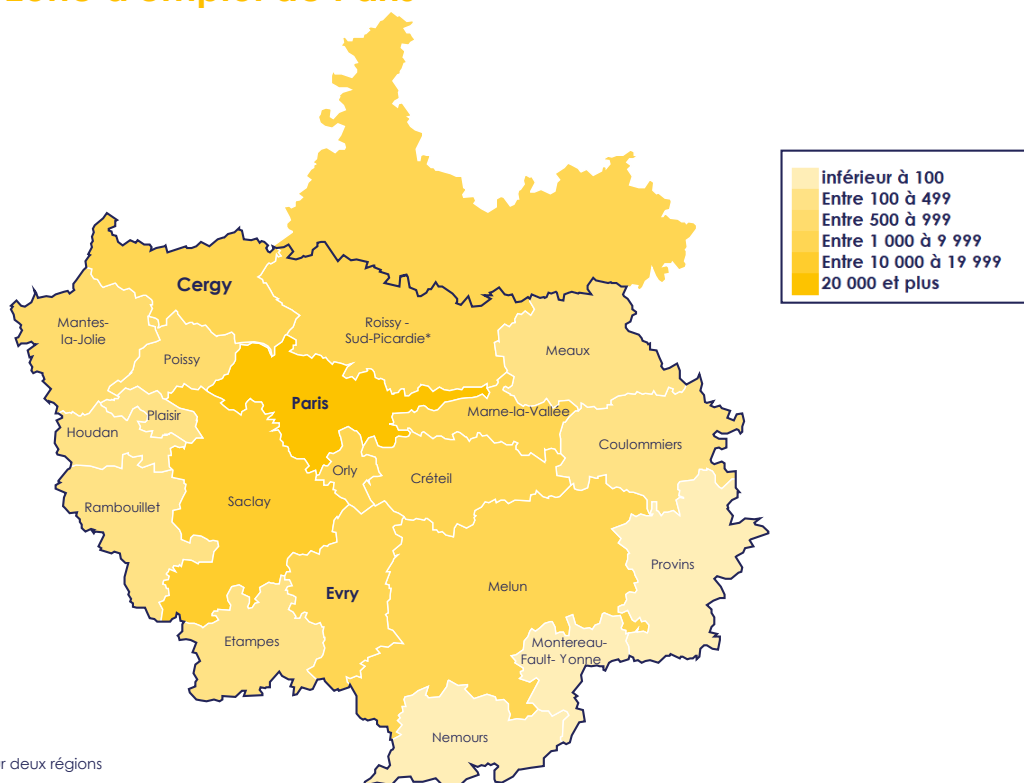 inférieur à 100
Entre 100 à 499
Entre 500 à 999
Entre 1 000 à 9 999
Entre 10 000 à 19 999
20 000 et plus
Cergy
Mantes-
la-Jolie
Roissy -
Sud-Picardie*
Poissy
Meaux
Paris
Marne-la-Vallée
Plaisir
Houdan
Coulommiers
Orly
Créteil
Saclay
Rambouillet
Provins
Melun
Evry
Etampes
Montereau-
Fault- Yonne
Nemours
deux régions